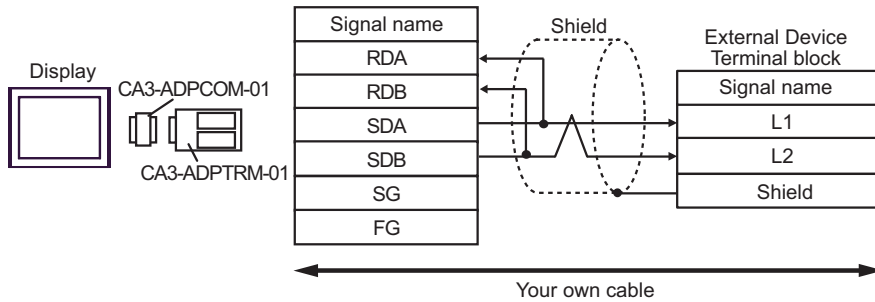 Display
CA3-ADPCOM-01
CA3-ADPTRM-01
Signal name
RDA
RDB
SDA
SDB
SG
FG
Shield
External Device
Terminal block
Signal name
L1
L2
Shield
Your own cable